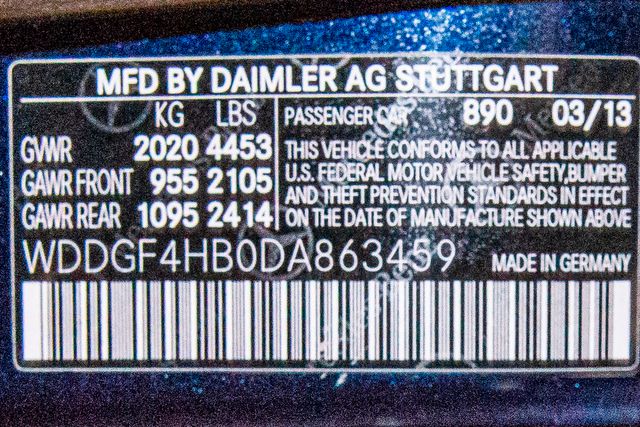 MFD BY DAIMLER AG STUTTGART
KG LBS
PASSENGER CAR 890 03/13
GVWR 2020 4453
GAWR FRONT 955 2105
GAWR REAR 1095 2414
THIS VEHICLE CONFORMS TO ALL APPLICABLE
U.S. FEDERAL MOTOR VEHICLE SAFETY, BUMPER
AND THEFT PREVENTION STANDARDS IN EFFECT
ON THE DATE OF MANUFACTURE SHOWN ABOVE
WDDGF4HB0DA863459
MADE IN GERMANY